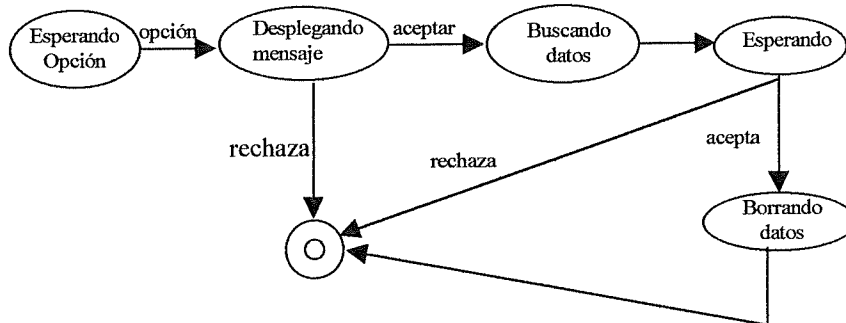 Esperando
Opción
opción
Desplegando
mensaje
aceptar
Buscando
datos
Esperando
rechaza
rechaza
acepta
Borrando
datos